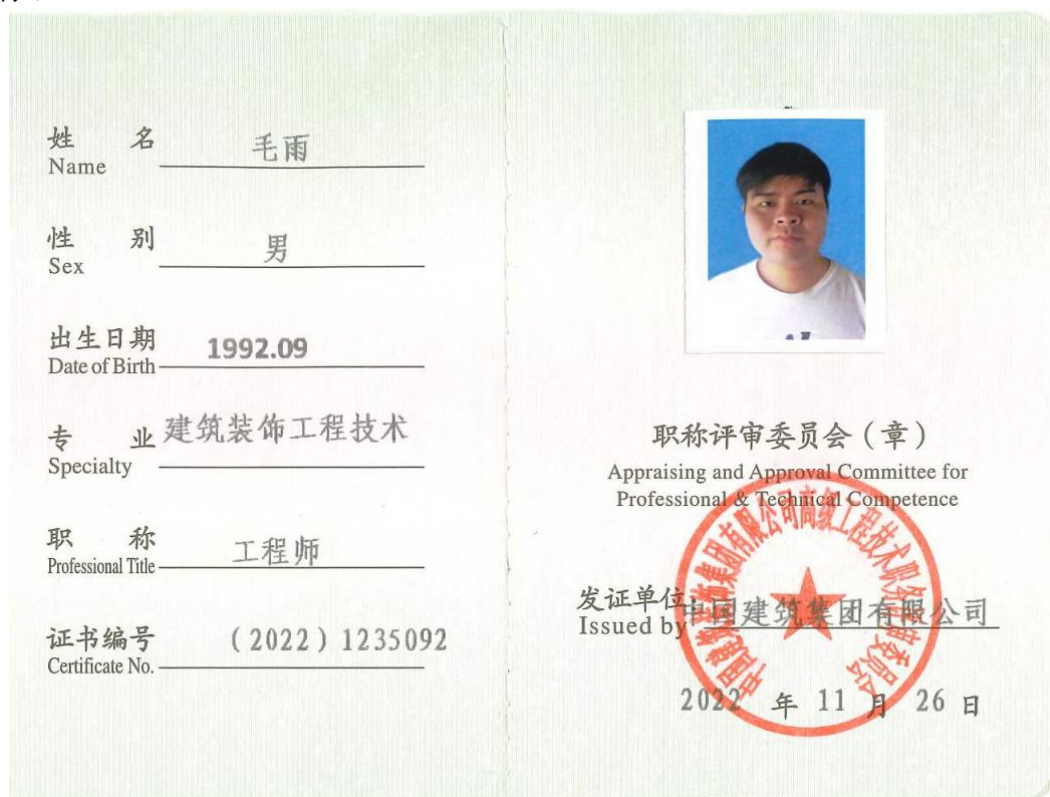 姓 名 毛雨
Name
性 别 男
Sex
出生日期 1992.09
Date of Birth
专 业 建筑装饰工程技术
Specialty
职 称 工程师
Professional Title
证书编号 (2022) 1235092
Certificate No.
职称评审委员会(章)
Appraising and Approval Committee for
Professional & Technical Competence
发证单位 中国建筑集团有限公司
Issued by
2022 年 11 月 26 日